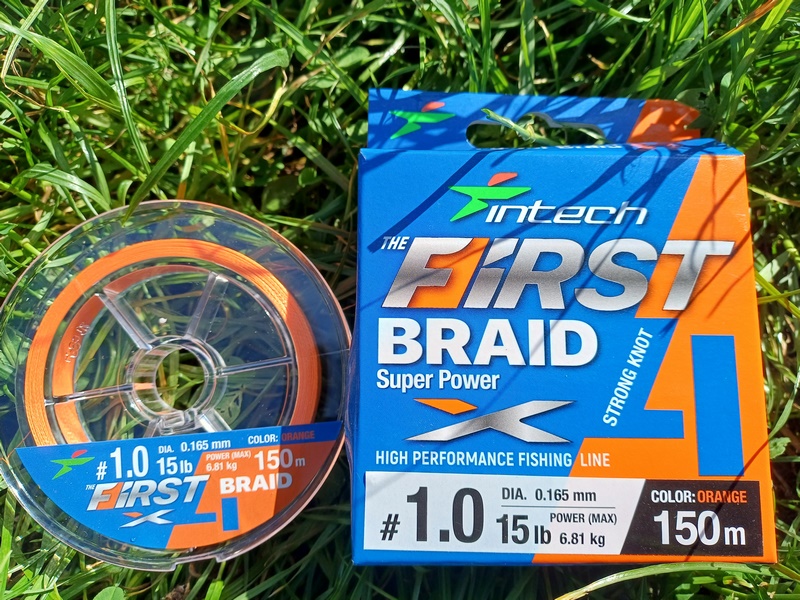 intech
THE
FIRST
BRAID
Super Power
STRONG KNOT
X
HIGH PERFORMANCE FISHING LINE
#1.0
DIA. 0.165 mm
15 lb POWER (MAX) 6.81 kg
COLOR: ORANGE
150 m
#1.0
DIA. 0.165 mm
15 lb POWER (MAX) 6.81 kg
COLOR: ORANGE
150 m
THE FIRST BRAID
X